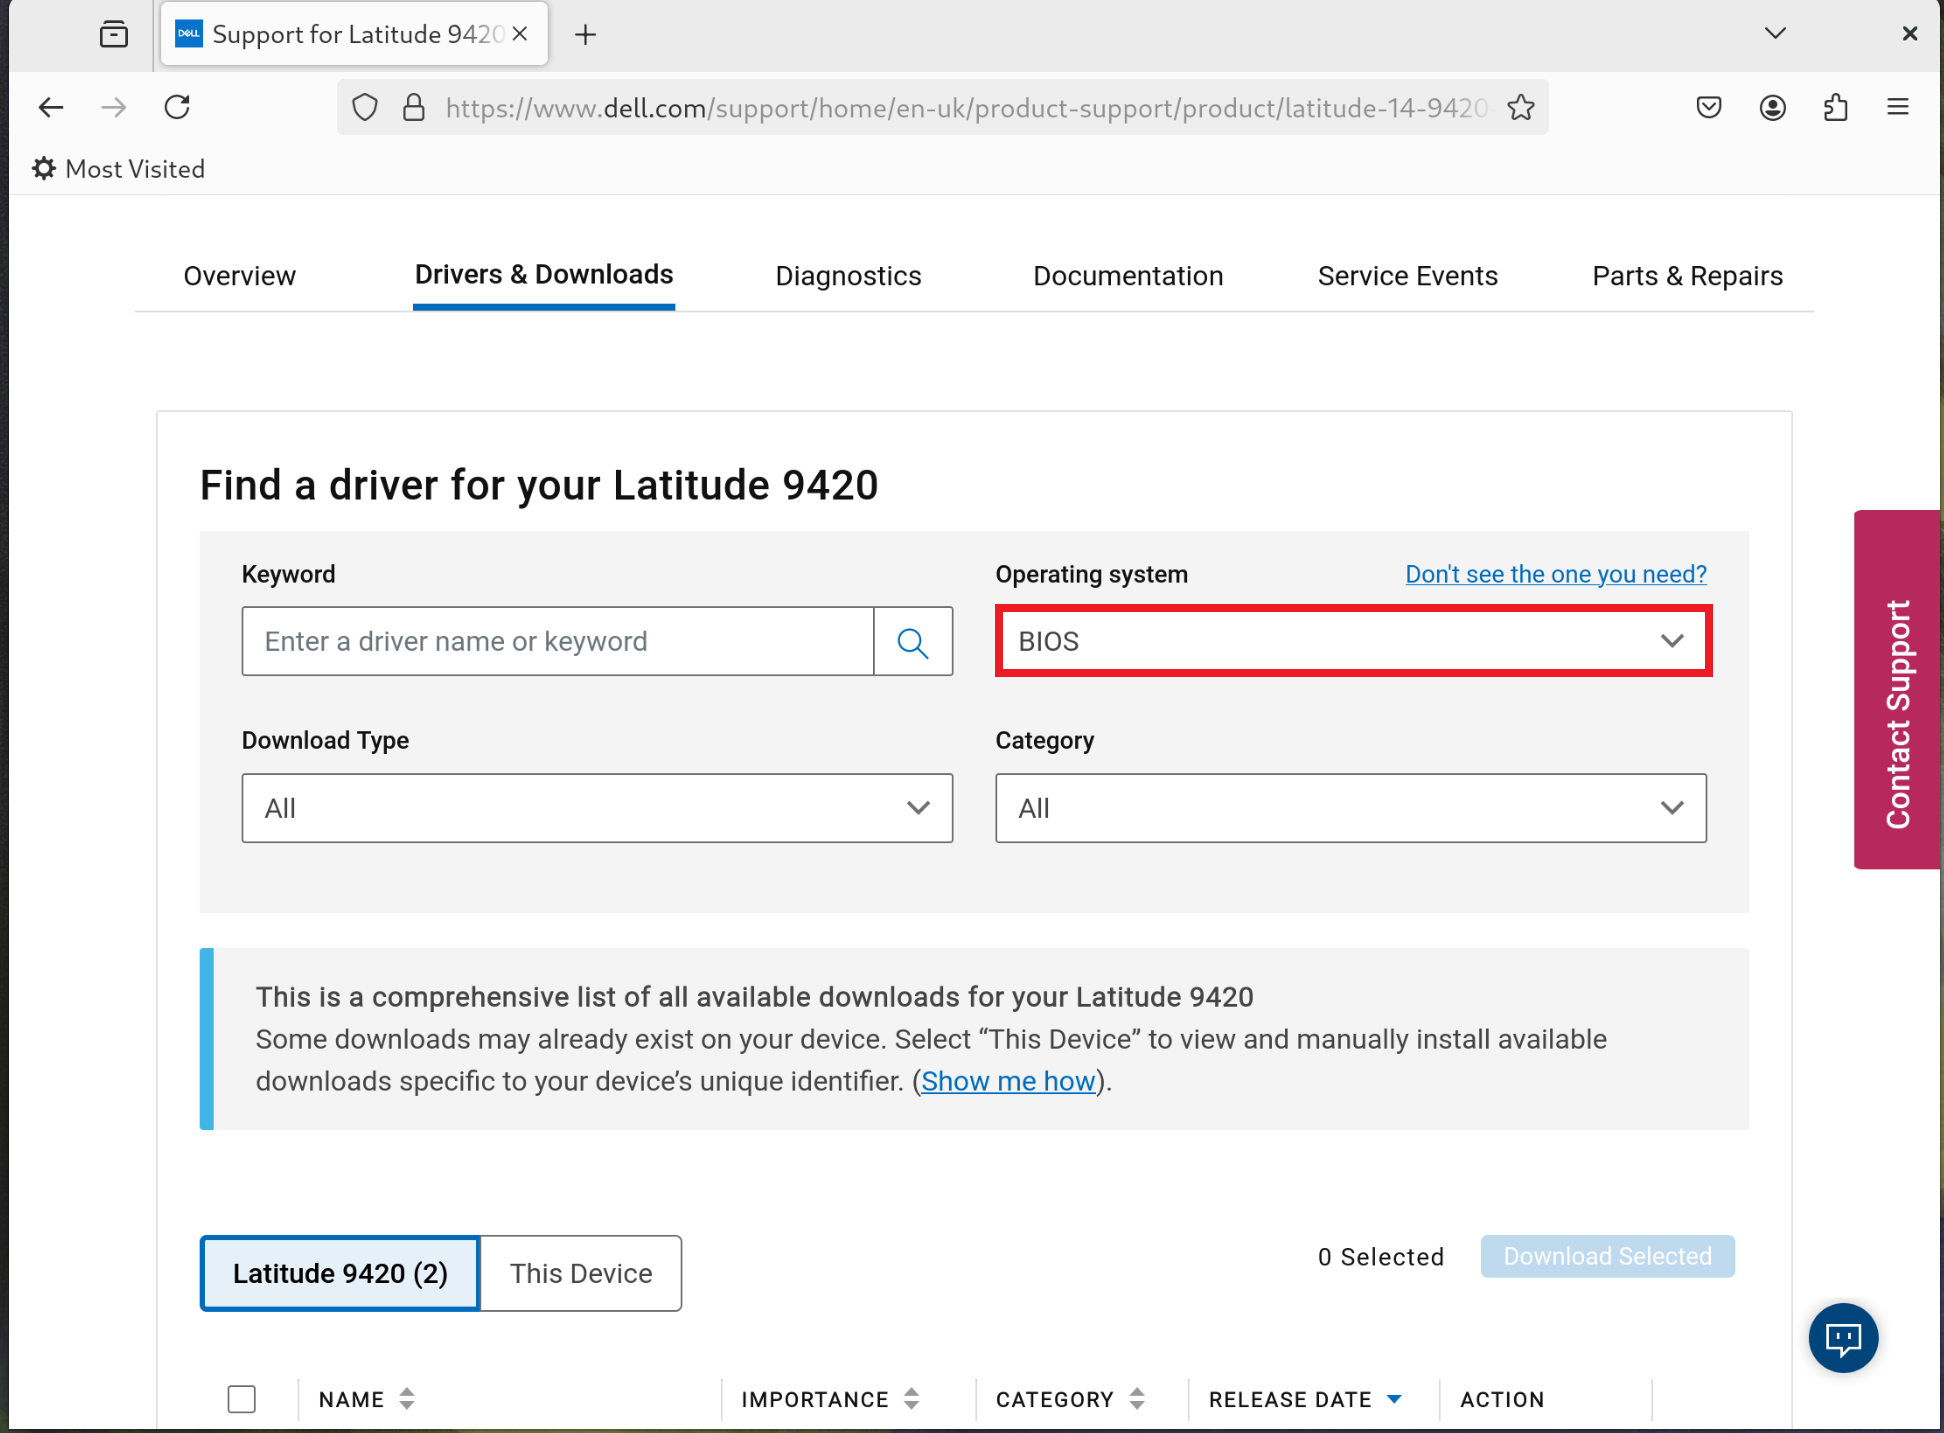 DELL Support for Latitude 9420
https://www.dell.com/support/home/en-uk/product-support/product/latitude-14-9420
Most Visited
Overview Drivers & Downloads Diagnostics Documentation Service Events Parts & Repairs
Find a driver for your Latitude 9420
Keyword Operating system Don't see the one you need?
Enter a driver name or keyword BIOS
Download Type Category
All All
Contact Support
This is a comprehensive list of all available downloads for your Latitude 9420
Some downloads may already exist on your device. Select “This Device” to view and manually install available
downloads specific to your device’s unique identifier. (Show me how).
Latitude 9420 (2) This Device 0 Selected Download Selected
NAME IMPORTANCE CATEGORY RELEASE DATE ACTION